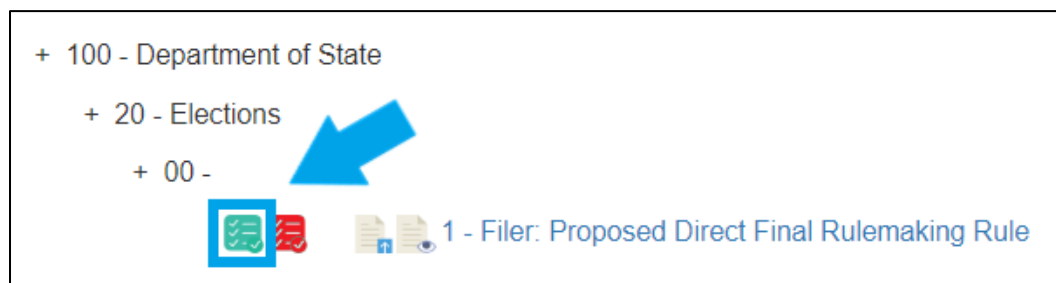 + 100 - Department of State
+ 20 - Elections
+ 00 -
1 - Filer: Proposed Direct Final Rulemaking Rule